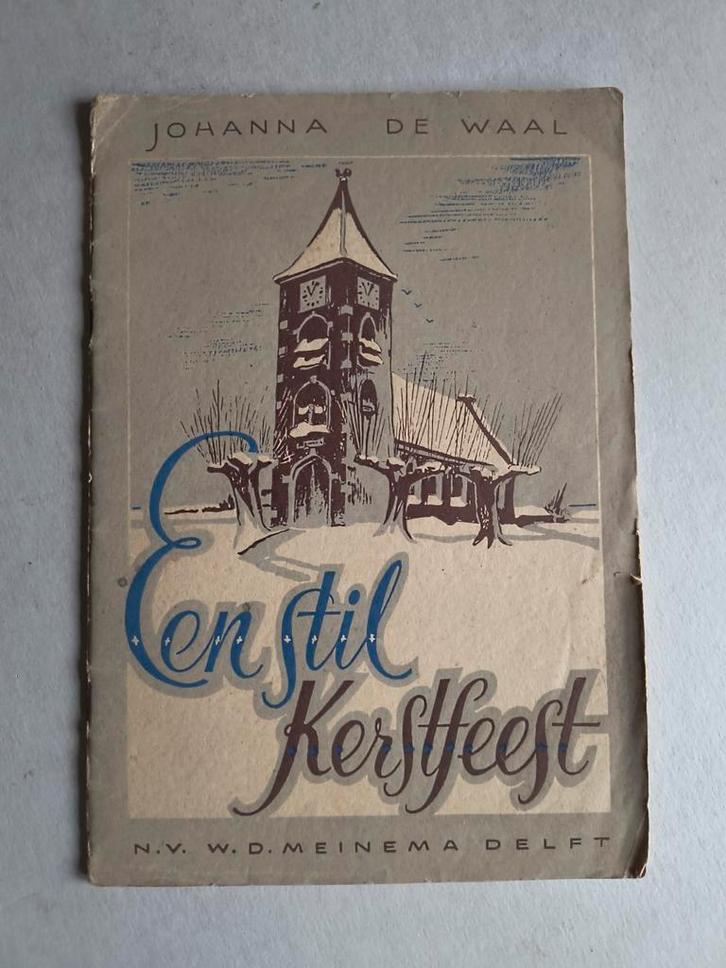 JOHANNA DE WAAL
Een stil
Kerstfeest
N.V. W.D. MEINEMA DELFT